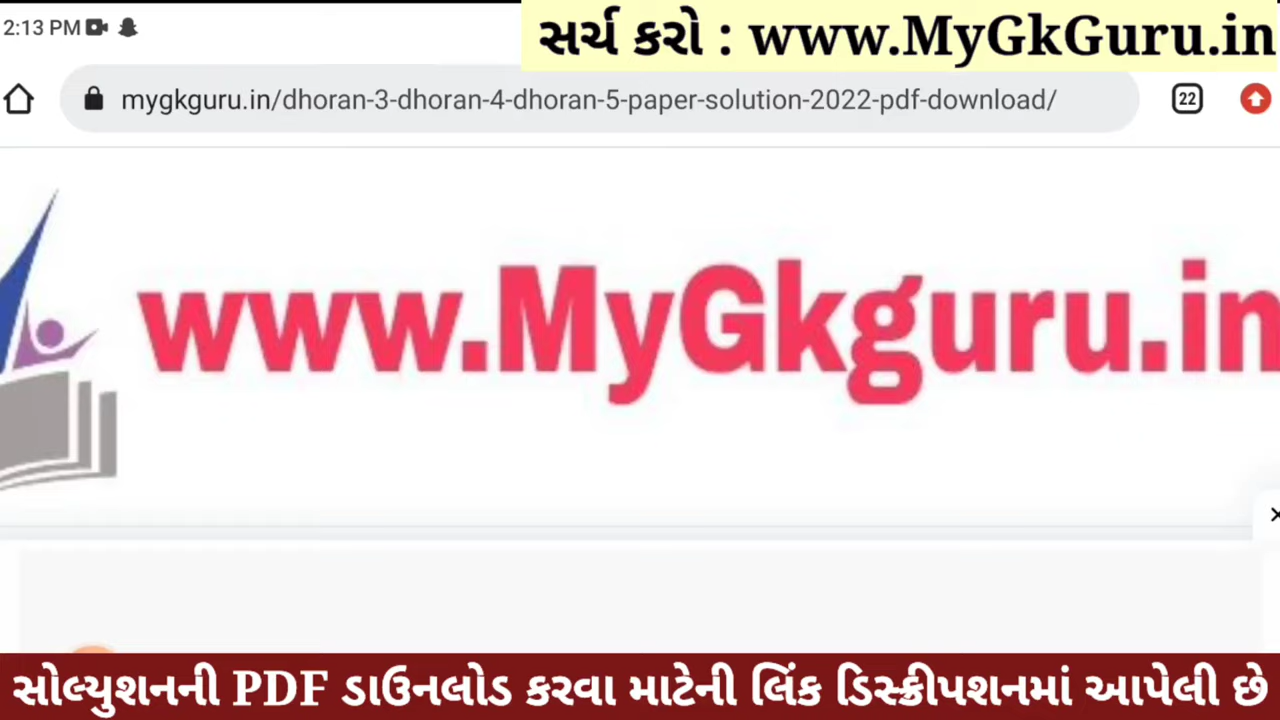 2:13 PM
સર્ચ કરો : www.MyGkGuru.in
mygkguru.in/dhoran-3-dhoran-4-dhoran-5-paper-solution-2022-pdf-download/
22
www.MyGkguru.in
સોલ્યુશનની PDF ડાઉનલોડ કરવા માટેની લિંક ડિસ્ક્રીપશનમાં આપેલી છે